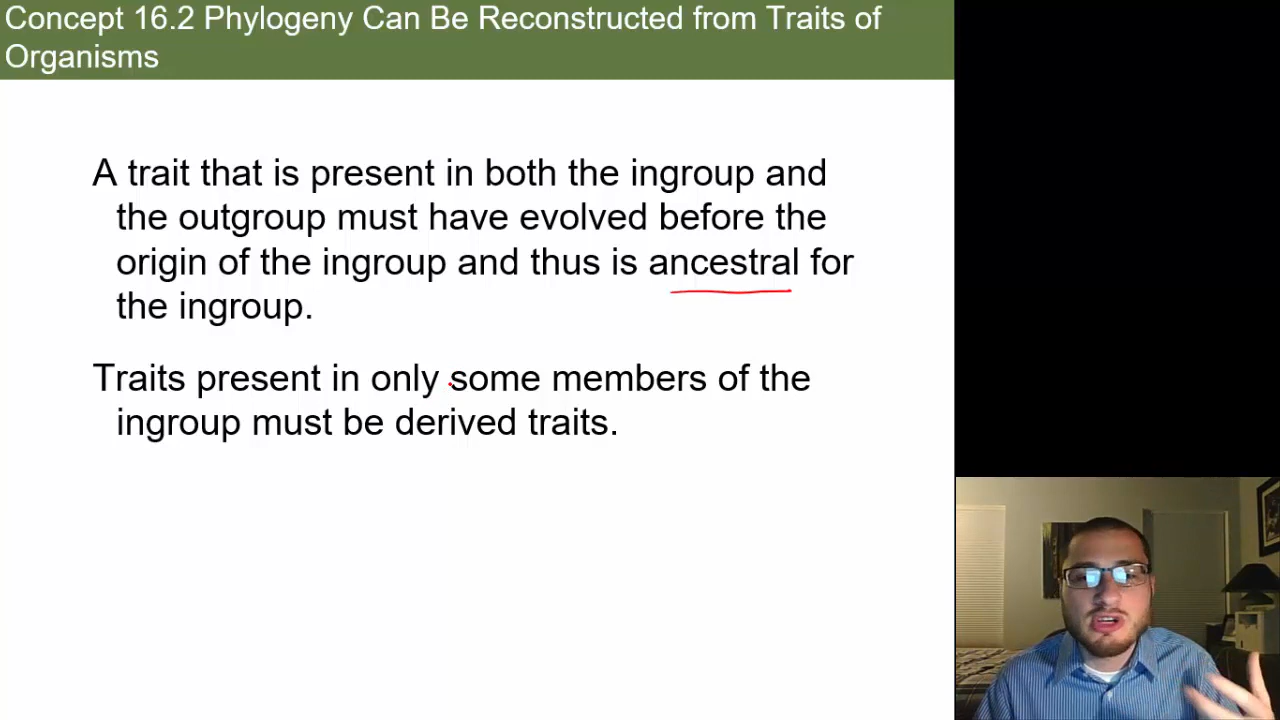 Concept 16.2 Phylogeny Can Be Reconstructed from Traits of
Organisms
A trait that is present in both the ingroup and
the outgroup must have evolved before the
origin of the ingroup and thus is ancestral for
the ingroup.
Traits present in only some members of the
ingroup must be derived traits.